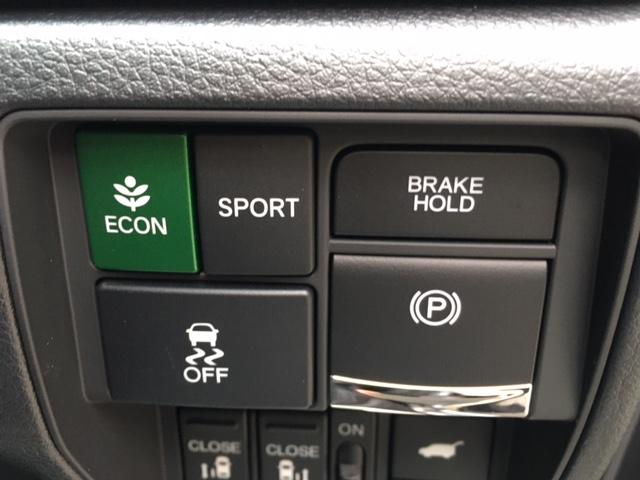 ECON
SPORT
BRAKE
HOLD
P
OFF
CLOSE
CLOSE
ON